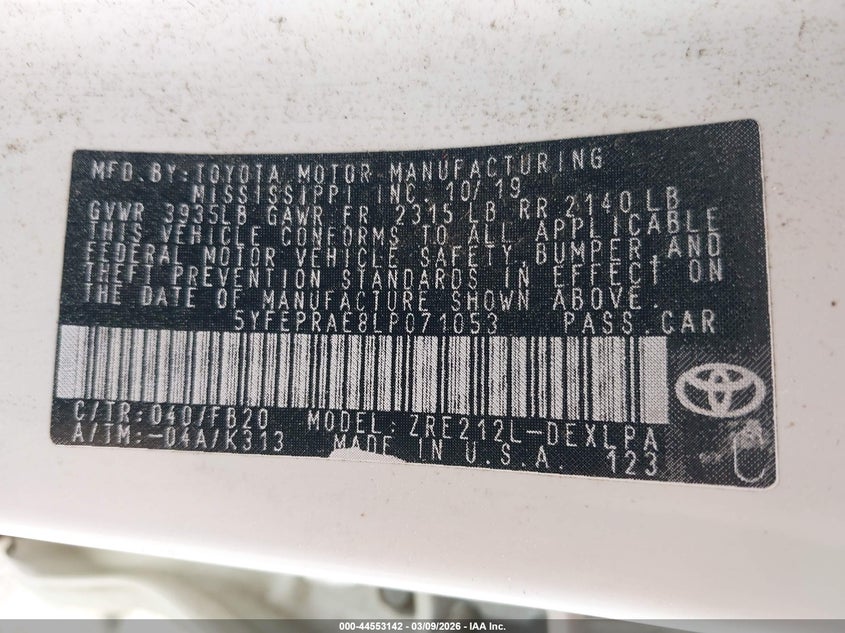 MFD. BY: TOYOTA MOTOR MANUFACTURING
MISSISSIPPI INC. 10/19
GVWR 3935LB GAWR FR 2315 LB RR 2140 LB
THIS VEHICLE CONFORMS TO ALL APPLICABLE
FEDERAL MOTOR VEHICLE SAFETY, BUMPER, AND
THEFT PREVENTION STANDARDS IN EFFECT ON
THE DATE OF MANUFACTURE SHOWN ABOVE.
5YFEPRAE8LP071053 PASS. CAR
C/TR: 040/FB20 MODEL: ZRE212L-DEXLPA
A/TM: -04A/K313 MADE IN U.S.A. 123
000-44553142 - 03/09/2026 - IAA Inc.